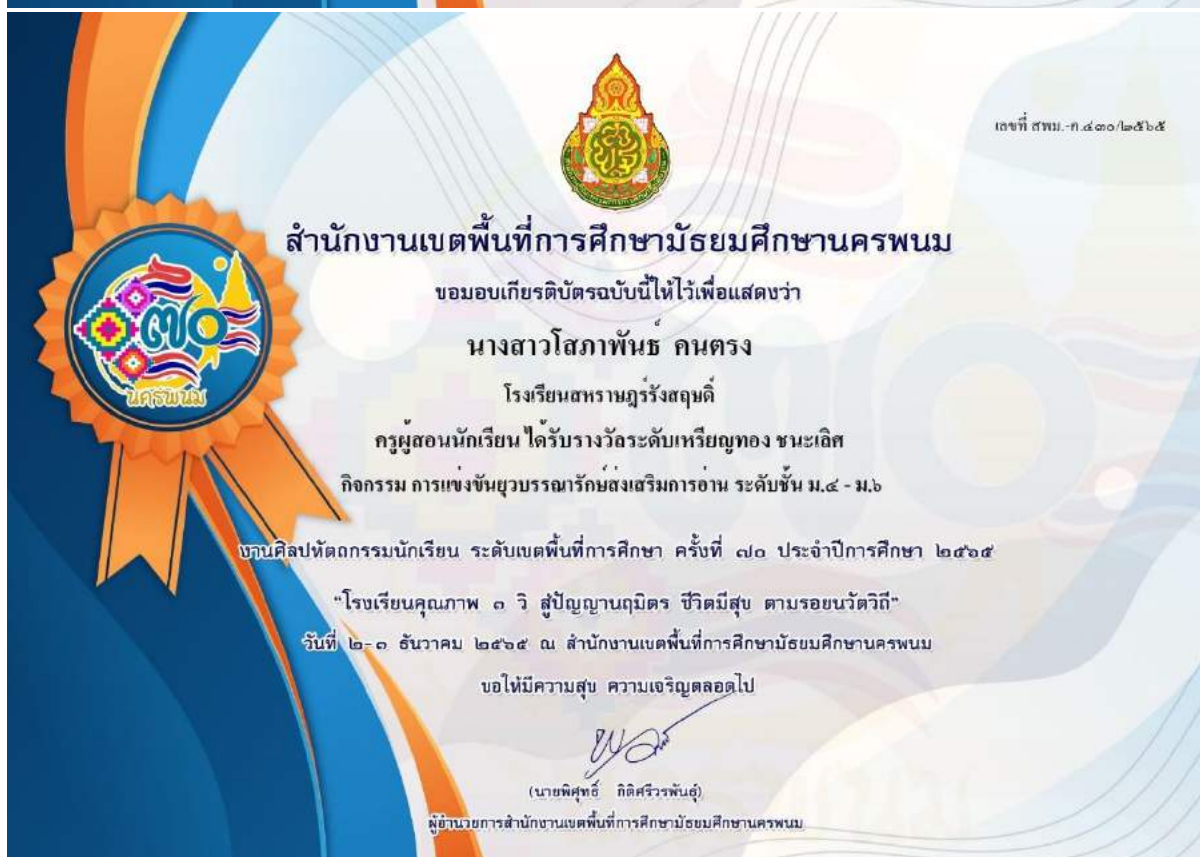 เลขที่ สพม.-ก.๔๓๐/๒๕๖๕
สำนักงานเขตพื้นที่การศึกษามัธยมศึกษานครพนม
ขอมอบเกียรติบัตรฉบับนี้ให้ไว้เพื่อแสดงว่า
นางสาวโสภาพันธ์ คนตรง
โรงเรียนสหราษฎร์รังสฤษดิ์
ครูผู้สอนนักเรียน ได้รับรางวัลระดับเหรียญทอง ชนะเลิศ
กิจกรรม การแข่งขันยุวบรรณารักษ์ส่งเสริมการอ่าน ระดับชั้น ม.๔ - ม.๖
๗๐
นครพนม
งานศิลปหัตถกรรมนักเรียน ระดับเขตพื้นที่การศึกษา ครั้งที่ ๗๐ ประจำปีการศึกษา ๒๕๖๕
"โรงเรียนคุณภาพ ๓ วิ สู่ปัญญานฤมิตร ชีวิตมีสุข ตามรอยนวัตวิถี"
วันที่ ๒-๓ ธันวาคม ๒๕๖๕ ณ สำนักงานเขตพื้นที่การศึกษามัธยมศึกษานครพนม
ขอให้มีความสุข ความเจริญตลอดไป
(นายพิศุทธิ์ กิติศรีวรพันธุ์)
ผู้อำนวยการสำนักงานเขตพื้นที่การศึกษามัธยมศึกษานครพนม